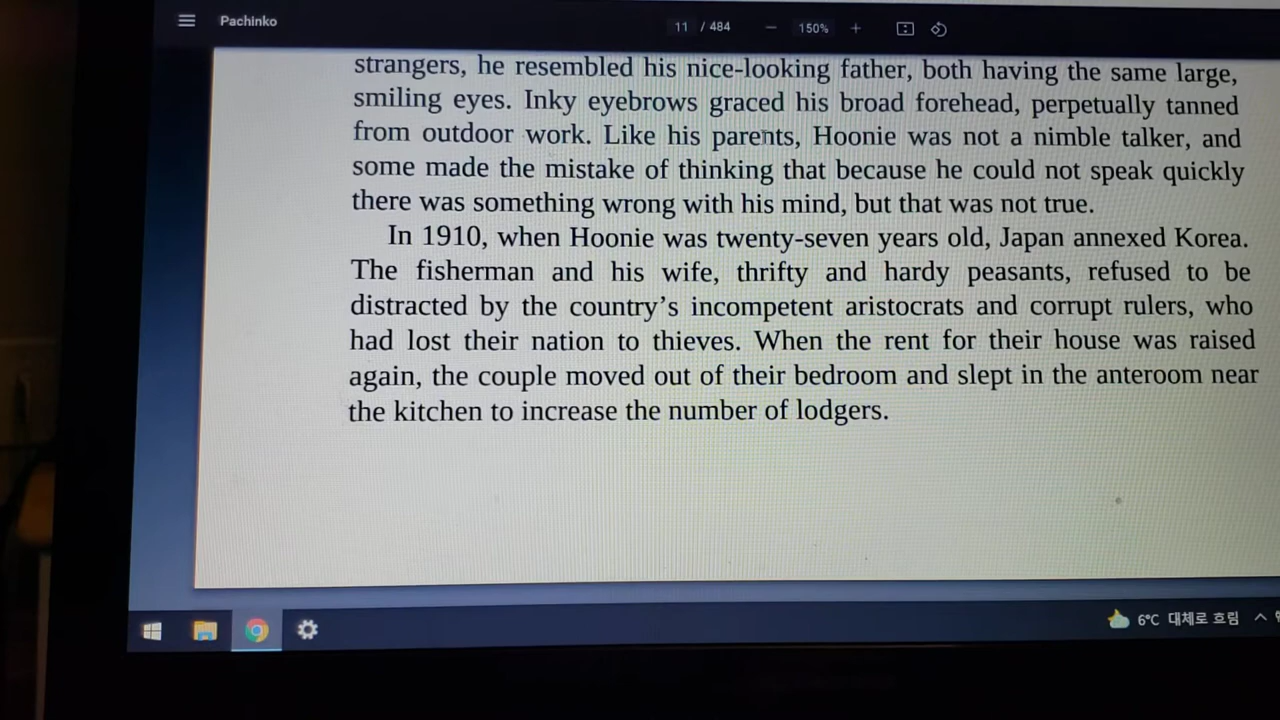 Pachinko
11 / 484
150%
strangers, he resembled his nice-looking father, both having the same large,
smiling eyes. Inky eyebrows graced his broad forehead, perpetually tanned
from outdoor work. Like his parents, Hoonie was not a nimble talker, and
some made the mistake of thinking that because he could not speak quickly
there was something wrong with his mind, but that was not true.
In 1910, when Hoonie was twenty-seven years old, Japan annexed Korea.
The fisherman and his wife, thrifty and hardy peasants, refused to be
distracted by the country’s incompetent aristocrats and corrupt rulers, who
had lost their nation to thieves. When the rent for their house was raised
again, the couple moved out of their bedroom and slept in the anteroom near
the kitchen to increase the number of lodgers.
6°C 대체로 흐림